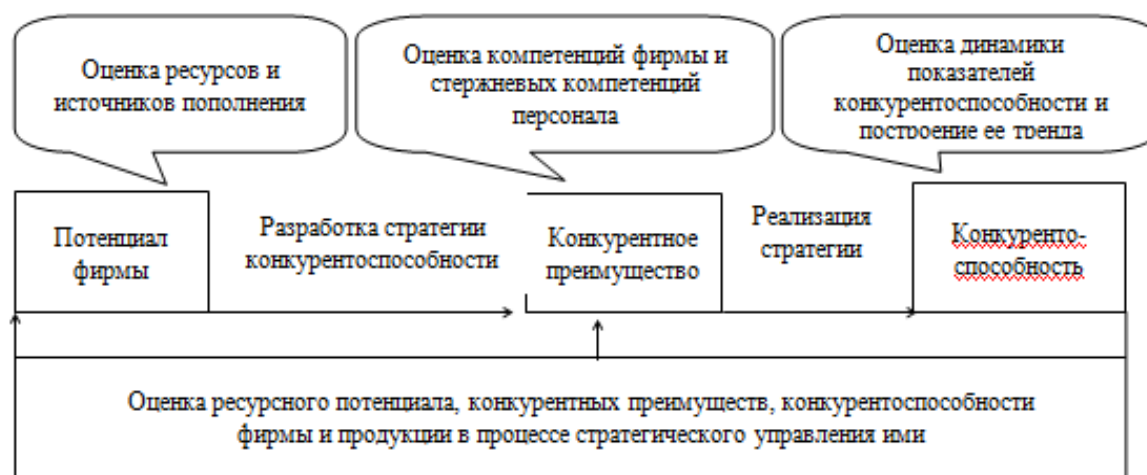 Оценка ресурсов и
источников пополнения
Оценка компетенций фирмы и
стержневых компетенций
персонала
Оценка динамики
показателей
конкурентоспособности и
построение ее тренда
Потенциал
фирмы
Разработка стратегии
конкурентоспособности
Конкурентное
преимущество
Реализация
стратегии
Конкуренто-
способность
Оценка ресурсного потенциала, конкурентных преимуществ, конкурентоспособности
фирмы и продукции в процессе стратегического управления ими